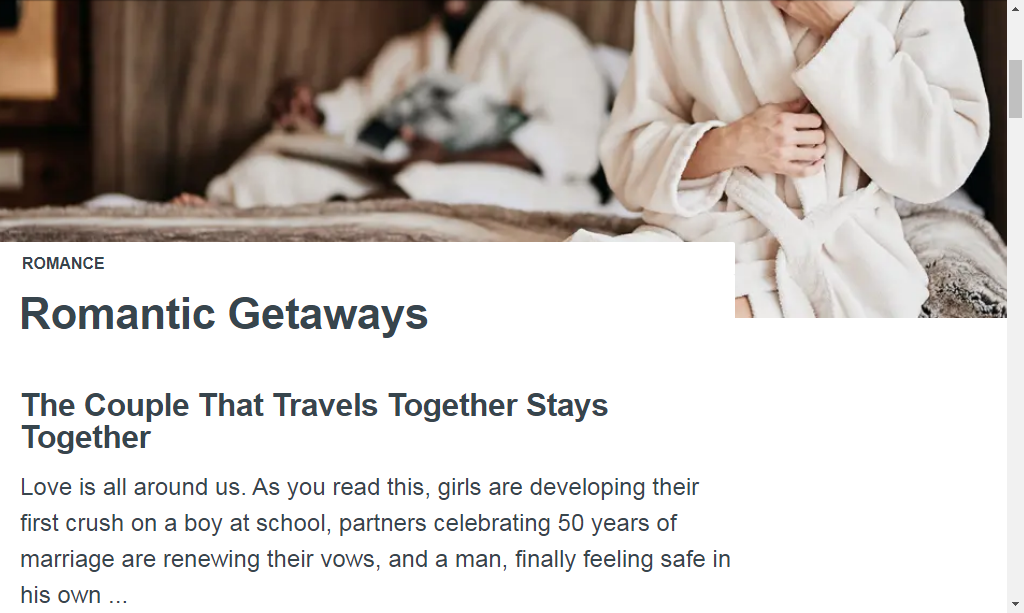 ROMANCE
Romantic Getaways
The Couple That Travels Together Stays
Together
Love is all around us. As you read this, girls are developing their
first crush on a boy at school, partners celebrating 50 years of
marriage are renewing their vows, and a man, finally feeling safe in
his own ...